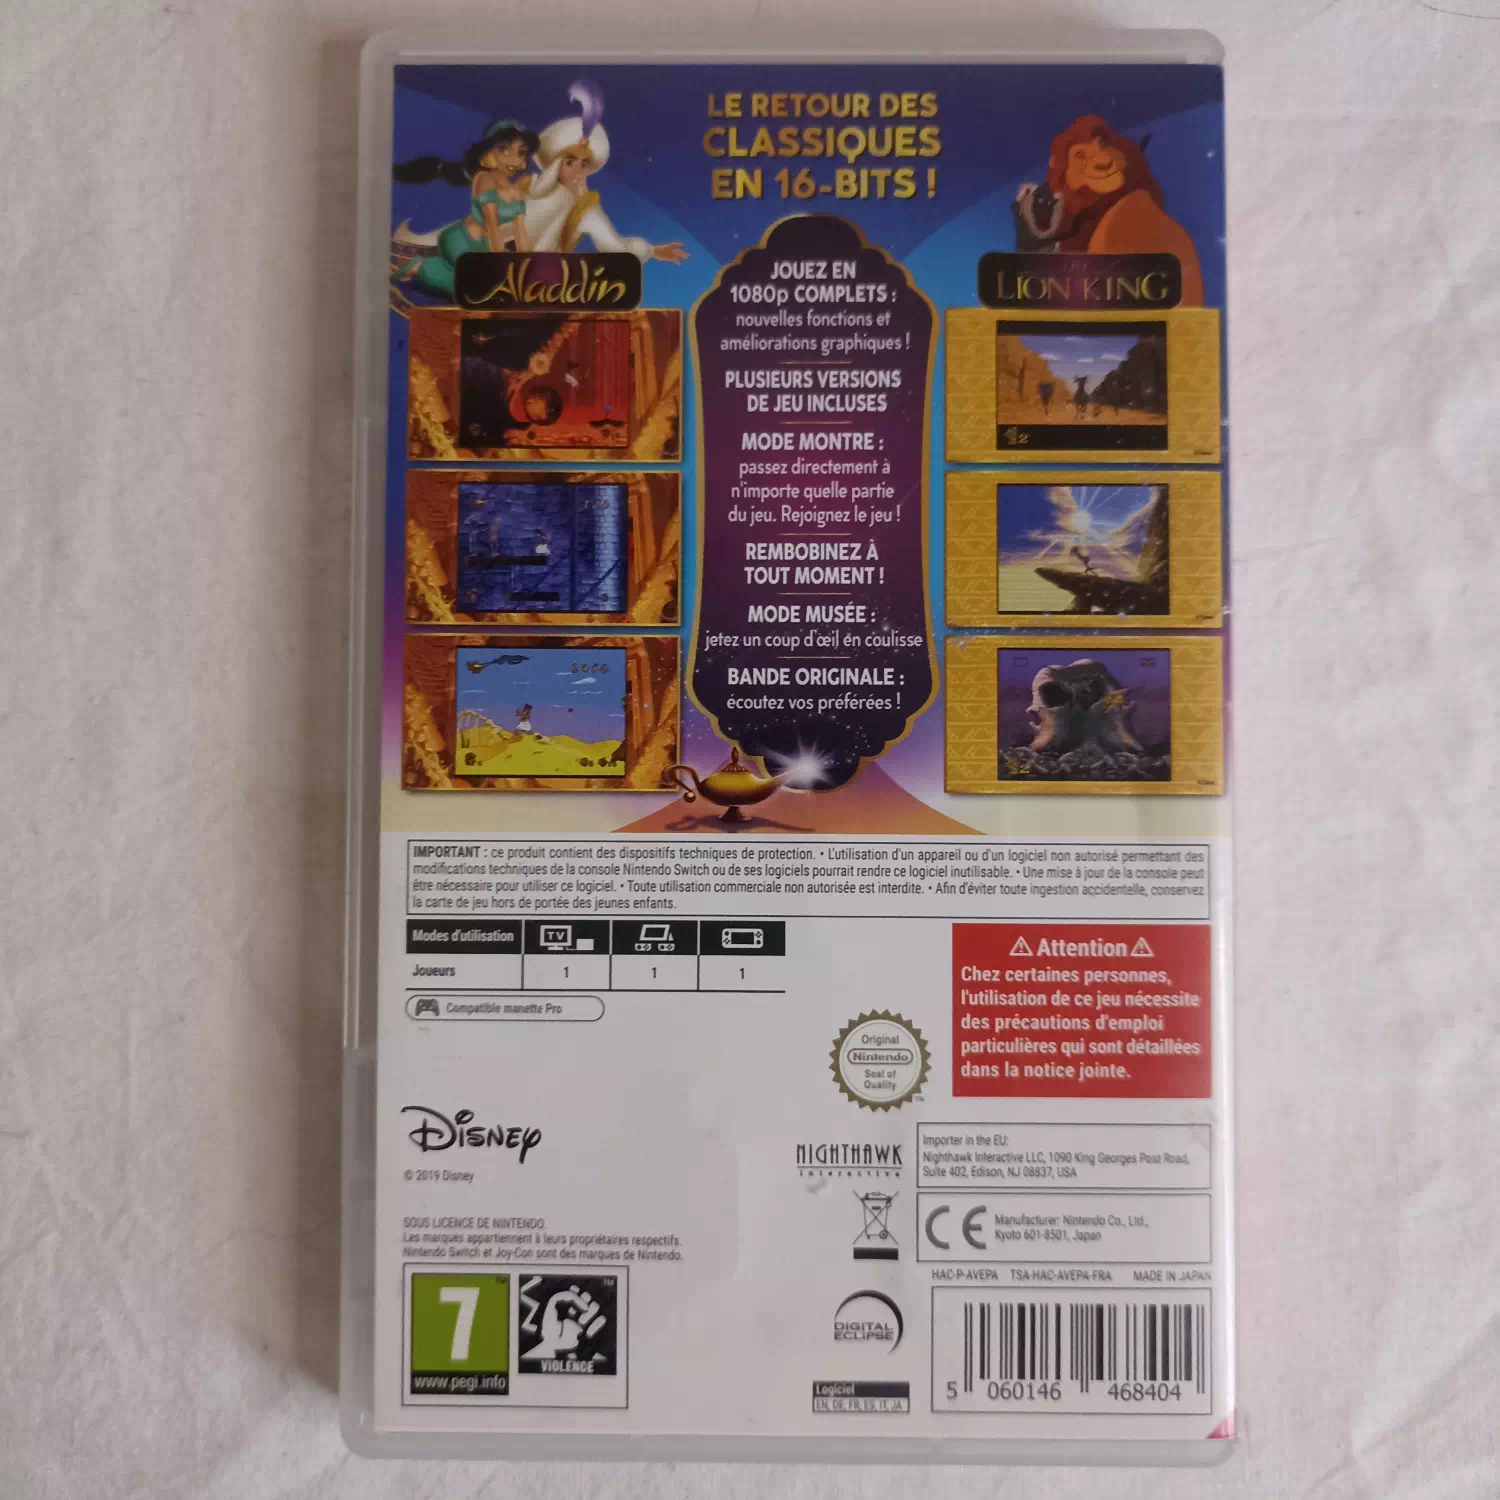 LE RETOUR DES
CLASSIQUES
EN 16-BITS !
Aladdin
THE
LION KING
JOUEZ EN
1080p COMPLETS :
nouvelles fonctions et
améliorations graphiques !
PLUSIEURS VERSIONS
DE JEU INCLUSES
MODE MONTRE :
passez directement à
n'importe quelle partie
du jeu. Rejoignez le jeu !
REMBOBINEZ À
TOUT MOMENT !
MODE MUSÉE :
jetez un coup d'œil en coulisse
BANDE ORIGINALE :
écoutez vos préférées !
IMPORTANT : ce produit contient des dispositifs techniques de protection. • L'utilisation d'un appareil ou d'un logiciel non autorisé permettant des
modifications techniques de la console Nintendo Switch ou de ses logiciels pourrait rendre ce logiciel inutilisable. • Une mise à jour de la console peut
être nécessaire pour utiliser ce logiciel. • Toute utilisation commerciale non autorisée est interdite. • Afin d'éviter toute ingestion accidentelle, conservez
la carte de jeu hors de portée des jeunes enfants.
Modes d'utilisation TV
Joueurs 1 1 1
Compatible manette Pro
Attention
Chez certaines personnes,
l'utilisation de ce jeu nécessite
des précautions d'emploi
particulières qui sont détaillées
dans la notice jointe.
Original
Nintendo
Seal of
Quality
TM
Disney
© 2019 Disney
NIGHTHAWK
interactive
Importer in the EU:
Nighthawk Interactive LLC, 1090 King Georges Post Road,
Suite 402, Edison, NJ 08837, USA
CE
Manufacturer: Nintendo Co., Ltd.,
Kyoto 601-8501, Japan
SOUS LICENCE DE NINTENDO.
Les marques appartiennent à leurs propriétaires respectifs.
Nintendo Switch et Joy-Con sont des marques de Nintendo.
HAC-P-AVEPA TSA-HAC-AVEPA-FRA MADE IN JAPAN
7
www.pegi.info
VIOLENCE
DIGITAL
ECLIPSE
Logiciel
EN, DE, FR, ES, IT, JA
5 060146 468404